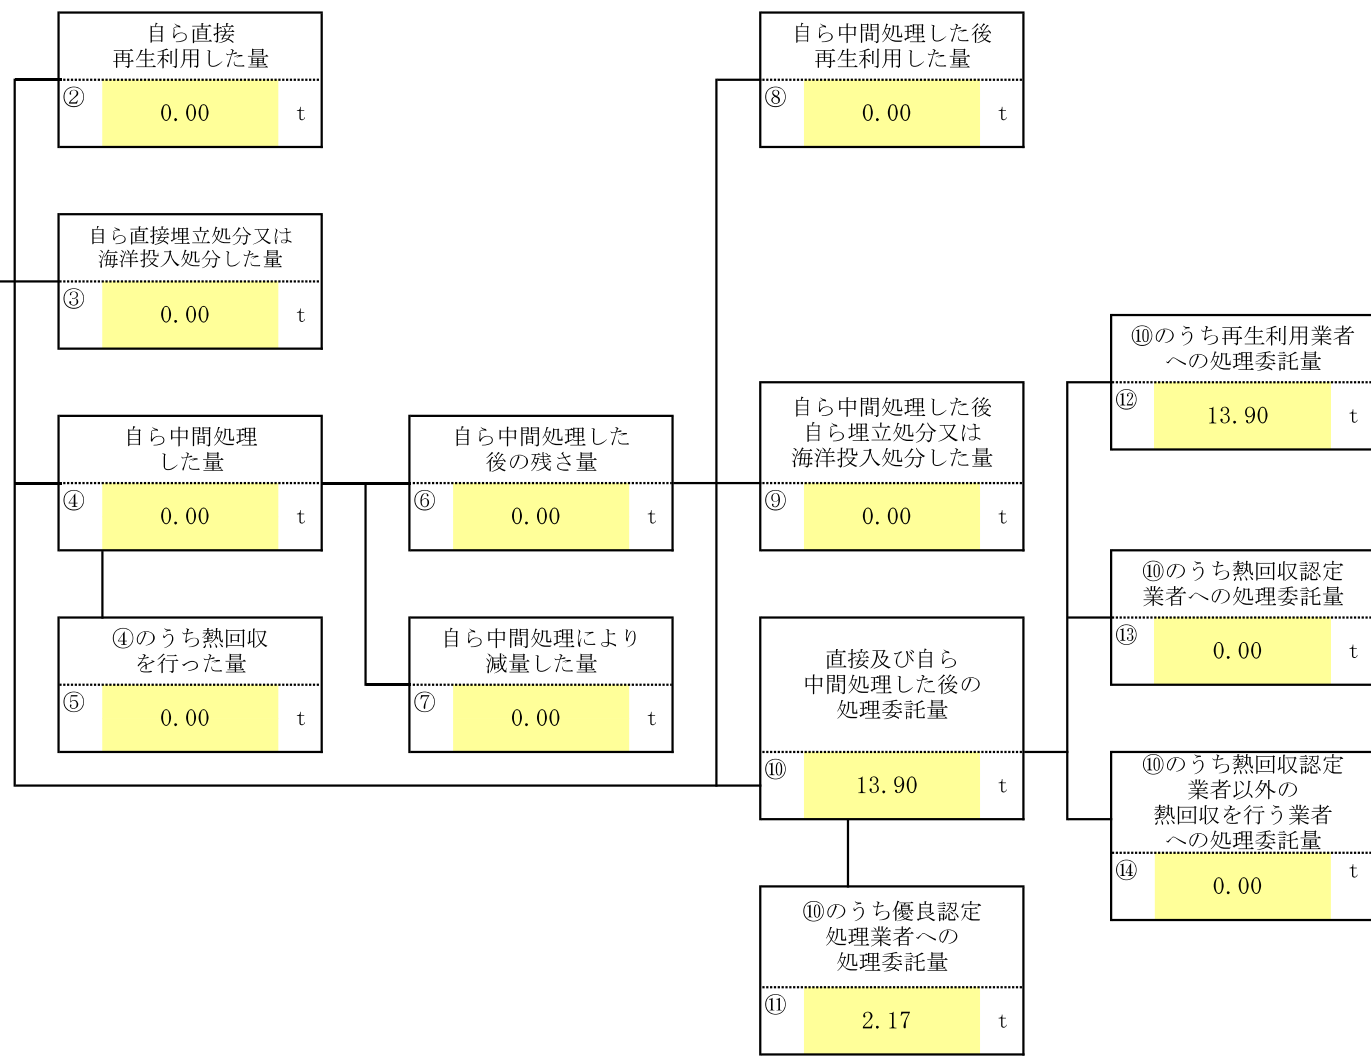 自ら直接
再生利用した量
②
0.00
t
自ら中間処理した後
再生利用した量
⑧
0.00
t
自ら直接埋立処分又は
海洋投入処分した量
③
0.00
t
⑩のうち再生利用業者
への処理委託量
⑫
13.90
t
自ら中間処理
した量
④
0.00
t
自ら中間処理した
後の残さ量
⑥
0.00
t
自ら中間処理した後
自ら埋立処分又は
海洋投入処分した量
⑨
0.00
t
⑩のうち熱回収認定
業者への処理委託量
⑬
0.00
t
④のうち熱回収
を行った量
⑤
0.00
t
自ら中間処理により
減量した量
⑦
0.00
t
直接及び自ら
中間処理した後の
処理委託量
⑩
13.90
t
⑩のうち熱回収認定
業者以外の
熱回収を行う業者
への処理委託量
⑭
0.00
t
⑩のうち優良認定
処理業者への
処理委託量
⑪
2.17
t